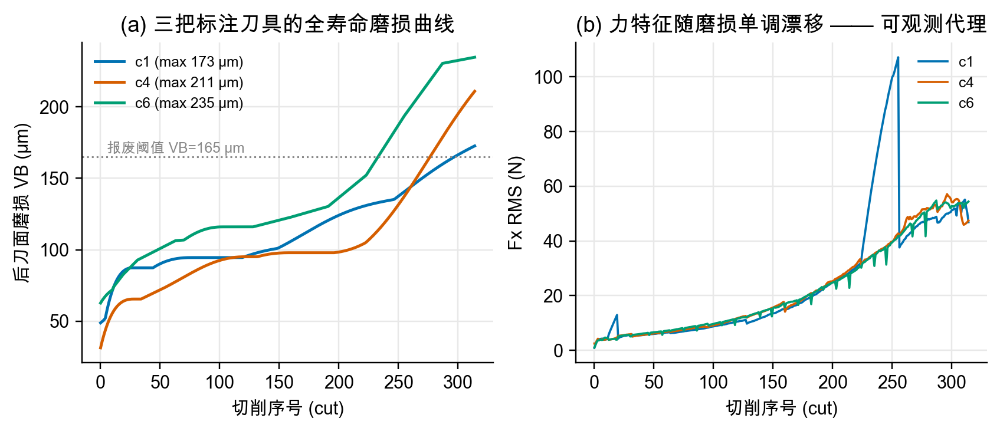 (a) 三把标注刀具的全寿命磨损曲线
c1 (max 173 μm)
c4 (max 211 μm)
c6 (max 235 μm)
报废阈值 VB=165 μm
200
150
100
50
后刀面磨损 VB (μm)
0 50 100 150 200 250 300
切削序号 (cut)
(b) 力特征随磨损单调漂移 —— 可观测代理
c1
c4
c6
100
80
60
40
20
0
Fx RMS (N)
0 50 100 150 200 250 300
切削序号 (cut)